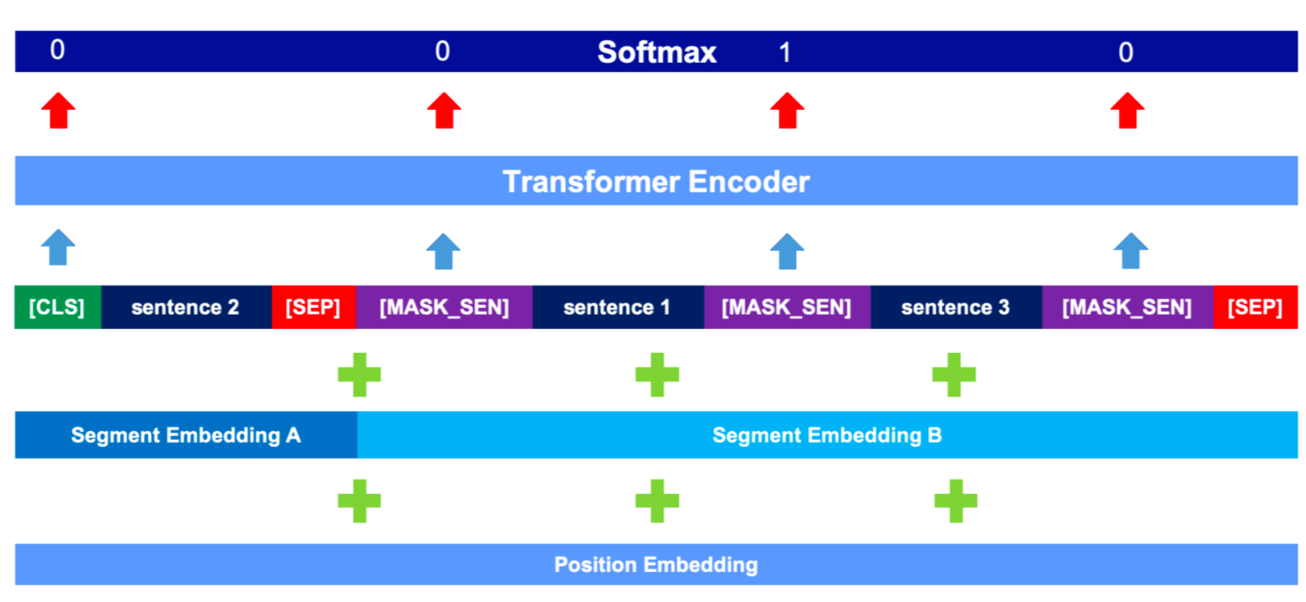 0 0 Softmax 1 0
Transformer Encoder
[CLS] sentence 2 [SEP] [MASK_SEN] sentence 1 [MASK_SEN] sentence 3 [MASK_SEN] [SEP]
Segment Embedding A Segment Embedding B
Position Embedding